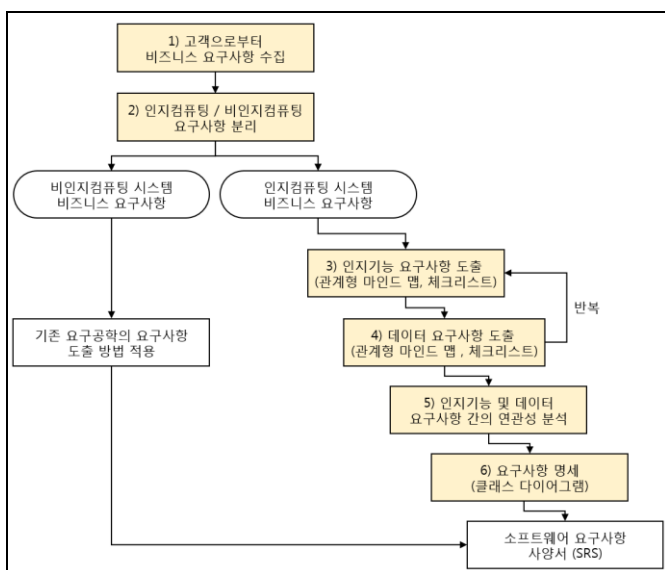 1) 고객으로부터
비즈니스 요구사항 수집
2) 인지컴퓨팅 / 비인지컴퓨팅
요구사항 분리
비인지컴퓨팅 시스템
비즈니스 요구사항
인지컴퓨팅 시스템
비즈니스 요구사항
3) 인지기능 요구사항 도출
(관계형 마인드 맵, 체크리스트)
반복
기존 요구공학의 요구사항
도출 방법 적용
4) 데이터 요구사항 도출
(관계형 마인드 맵 , 체크리스트)
5) 인지기능 및 데이터
요구사항 간의 연관성 분석
6) 요구사항 명세
(클래스 다이어그램)
소프트웨어 요구사항
사양서 (SRS)